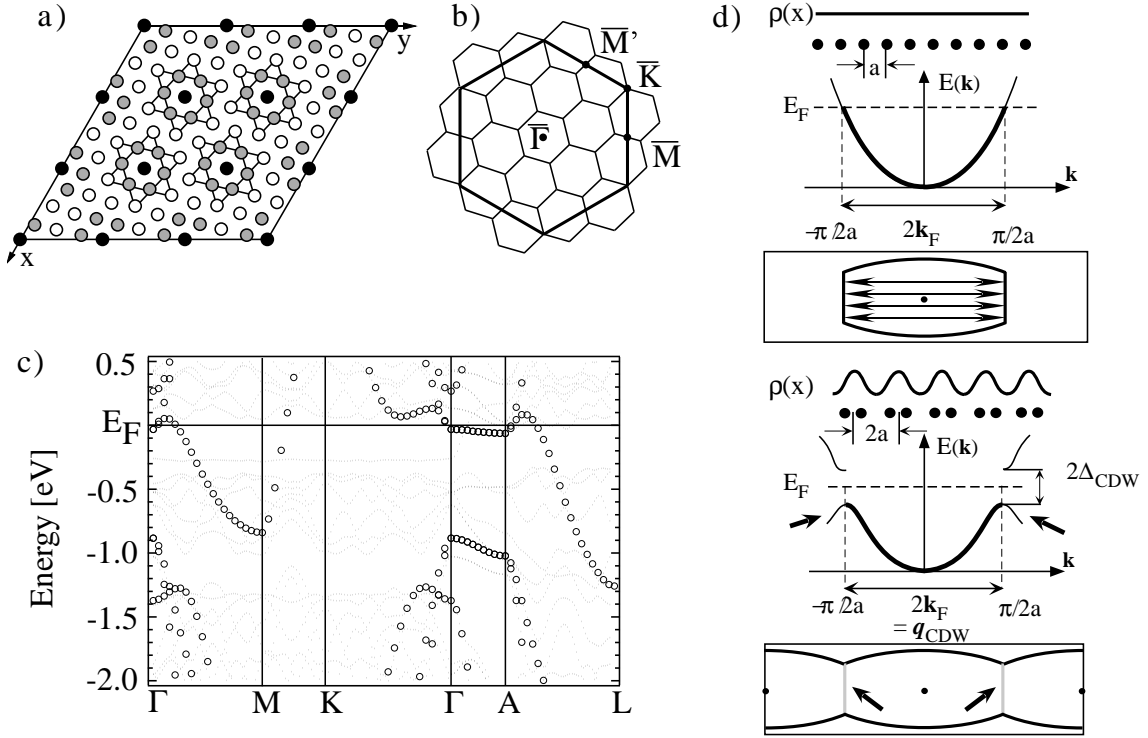 a)
y
x
b)
M̅'
K̅
Γ̅
M̅
c)
Energy [eV]
0.5
E_F
-0.5
-1.0
-1.5
-2.0
Γ M K Γ A L
d)
ρ(x)
a
E(k)
E_F
k
-π/2a 2k_F π/2a
ρ(x)
2a
E(k)
E_F
2Δ_CDW
k
-π/2a 2k_F π/2a
= q_CDW